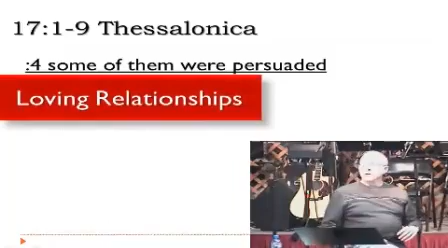 17:1-9 Thessalonica
:4 some of them were persuaded
Loving Relationships